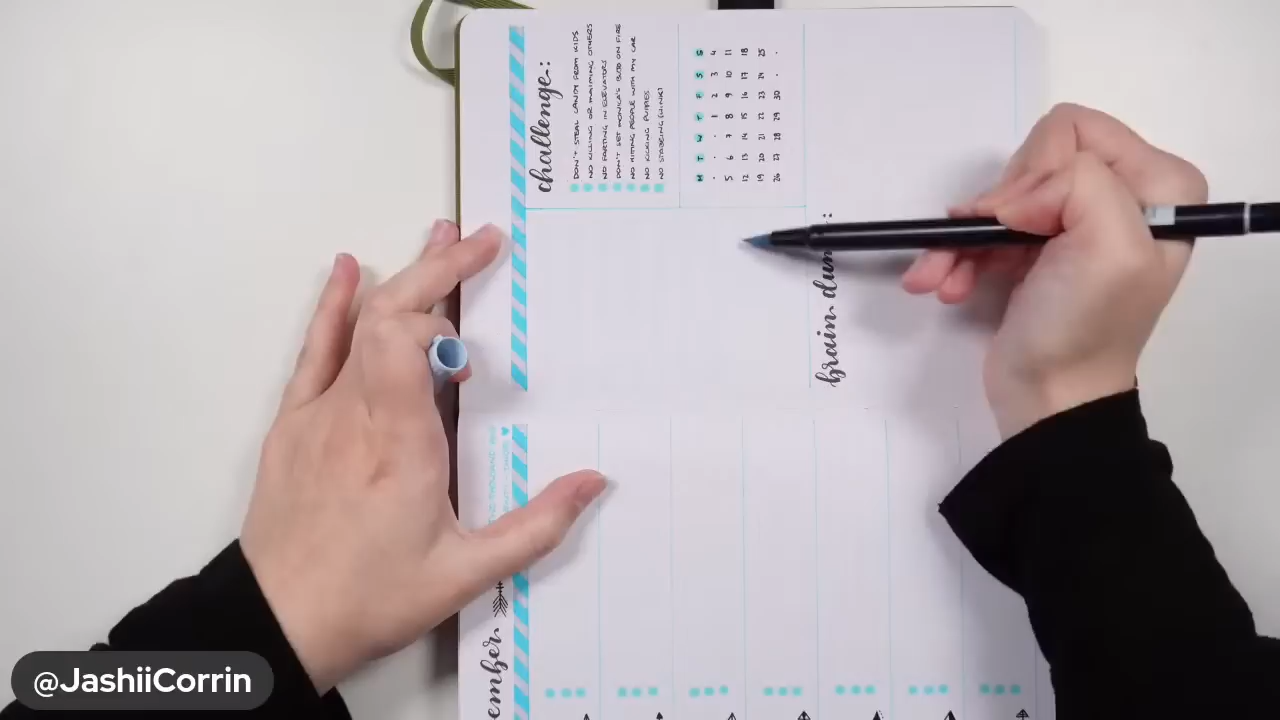 challenge:
DON'T STEAL CANDY FROM KIDS
NO KILLING OR MAIMING OTHERS
NO FARTING IN ELEVATORS
DON'T SET MONICA'S BUJO ON FIRE
NO HITTING PEOPLE WITH MY CAR
NO KICKING PUPPIES
NO STABBING
M T W T F S S
. . . 1 2 3 4
5 6 7 8 9 10 11
12 13 14 15 16 17 18
19 20 21 22 23 24 25
26 27 28 29 30 . .
brain dum :
ember
@JashiiCorrin